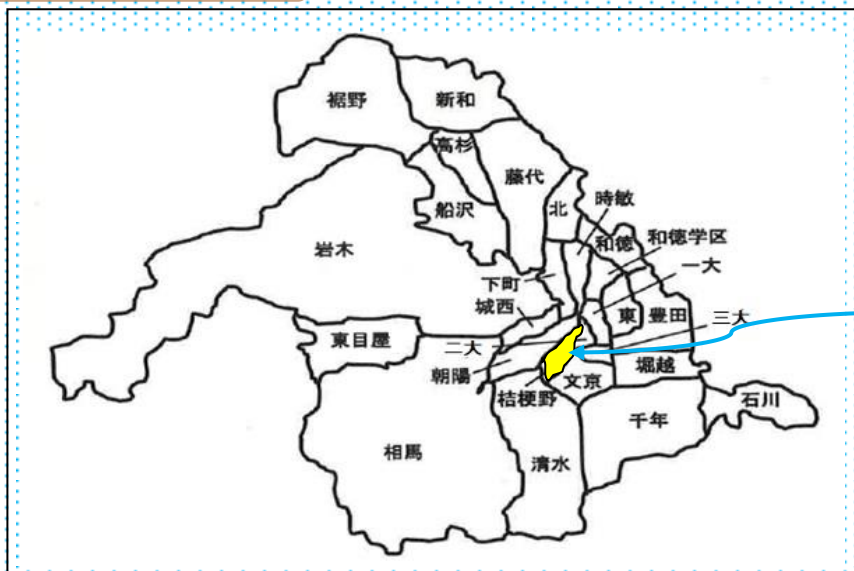 裾野
新和
高杉
藤代
船沢
北
時敏
和徳
和徳学区
岩木
下町
一大
城西
東
豊田
三大
東目屋
二大
朝陽
堀越
桔梗野
文京
石川
千年
相馬
清水